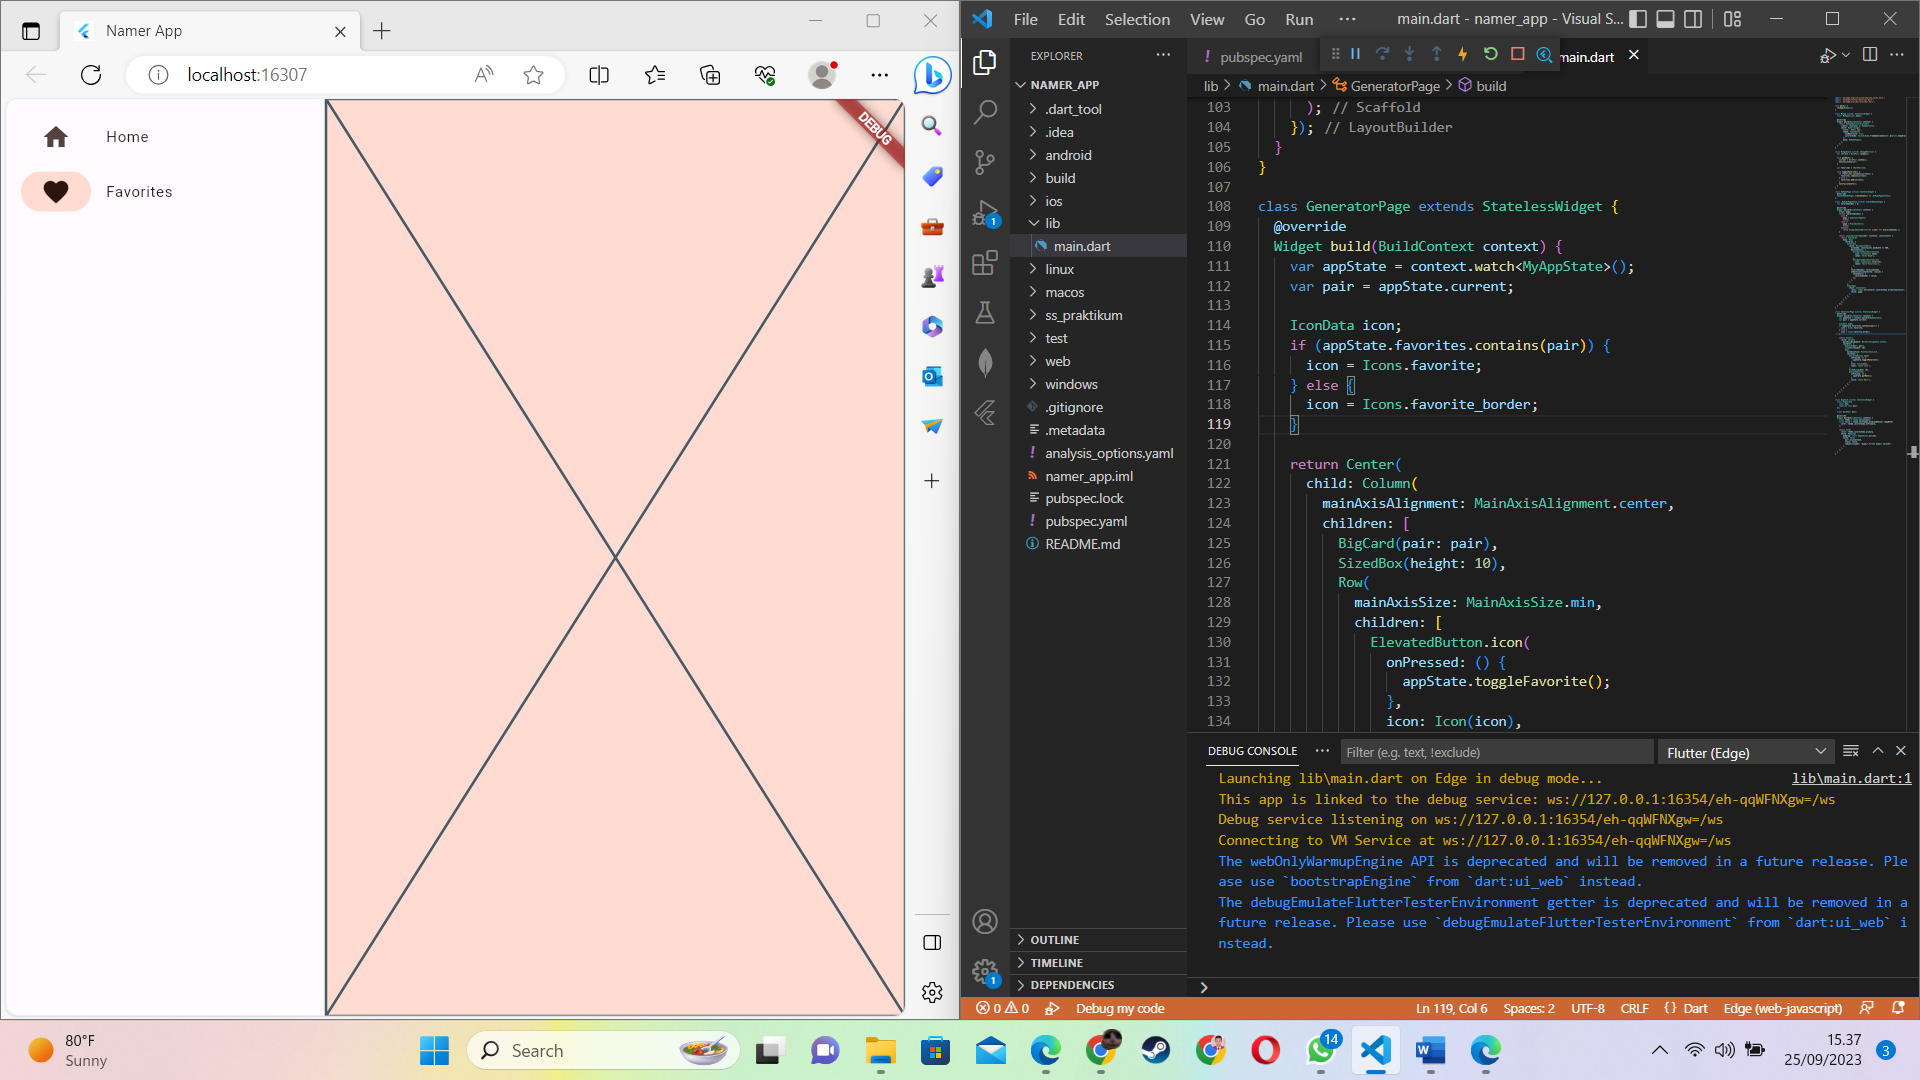 Namer App
localhost:16307
Home
Favorites
DEBUG
File Edit Selection View Go Run ··· main.dart - namer_app - Visual S...
EXPLORER
NAMER_APP
.dart_tool
.idea
android
build
ios
lib
main.dart
linux
macos
ss_praktikum
test
web
windows
.gitignore
.metadata
analysis_options.yaml
namer_app.iml
pubspec.lock
pubspec.yaml
README.md
OUTLINE
TIMELINE
DEPENDENCIES
1
1
pubspec.yaml main.dart
lib > main.dart > GeneratorPage > build
103 ); // Scaffold
104 }); // LayoutBuilder
105 }
106 }
107
108 class GeneratorPage extends StatelessWidget {
109 @override
110 Widget build(BuildContext context) {
111 var appState = context.watch<MyAppState>();
112 var pair = appState.current;
113
114 IconData icon;
115 if (appState.favorites.contains(pair)) {
116 icon = Icons.favorite;
117 } else {
118 icon = Icons.favorite_border;
119 }
120
121 return Center(
122 child: Column(
123 mainAxisAlignment: MainAxisAlignment.center,
124 children: [
125 BigCard(pair: pair),
126 SizedBox(height: 10),
127 Row(
128 mainAxisSize: MainAxisSize.min,
129 children: [
130 ElevatedButton.icon(
131 onPressed: () {
132 appState.toggleFavorite();
133 },
134 icon: Icon(icon),
DEBUG CONSOLE ··· Filter (e.g. text, !exclude) Flutter (Edge)
Launching lib\main.dart on Edge in debug mode... lib\main.dart:1
This app is linked to the debug service: ws://127.0.0.1:16354/eh-qqWFNXgw=/ws
Debug service listening on ws://127.0.0.1:16354/eh-qqWFNXgw=/ws
Connecting to VM Service at ws://127.0.0.1:16354/eh-qqWFNXgw=/ws
The webOnlyWarmupEngine API is deprecated and will be removed in a future release. Ple
ase use `bootstrapEngine` from `dart:ui_web` instead.
The debugEmulateFlutterTesterEnvironment getter is deprecated and will be removed in a
future release. Please use `debugEmulateFlutterTesterEnvironment` from `dart:ui_web` i
nstead.
0 0 Debug my code Ln 119, Col 6 Spaces: 2 UTF-8 CRLF { } Dart Edge (web-javascript)
80°F
Sunny
Search
14
15.37
25/09/2023
3